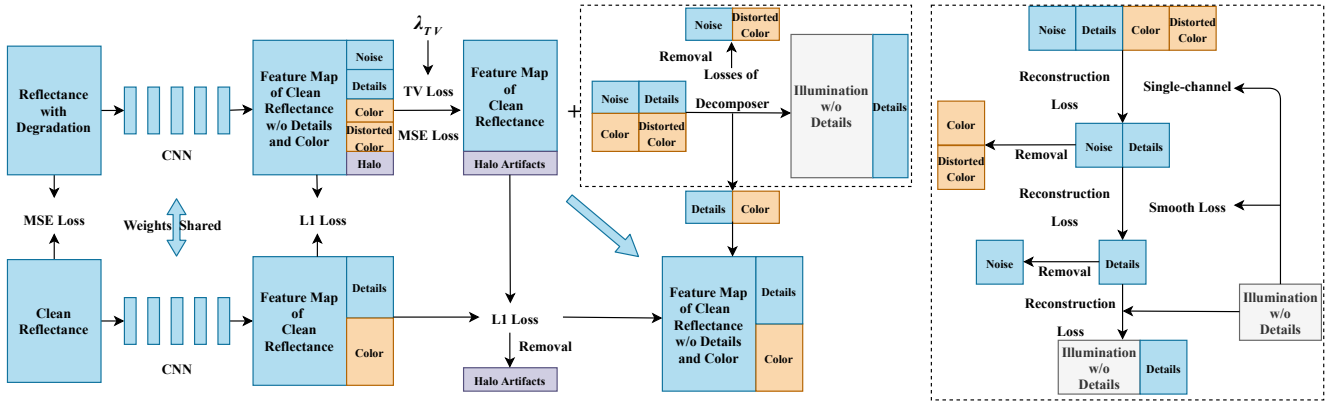 Reflectance
with
Degradation
CNN
Feature Map
of Clean
Reflectance
w/o Details
and Color
Noise
Details
Color
Distorted
Color
Halo
λTV
TV Loss
MSE Loss
Feature Map
of
Clean
Reflectance
Halo Artifacts
+
Noise
Distorted
Color
Removal
Losses of
Noise
Details
Color
Distorted
Color
Decomposer
Illumination
w/o
Details
Details
MSE Loss
Weights Shared
L1 Loss
Details
Color
Clean
Reflectance
CNN
Feature Map
of
Clean
Reflectance
Details
Color
L1 Loss
Removal
Halo Artifacts
Feature Map
of Clean
Reflectance
w/o Details
and Color
Details
Color
Noise
Details
Color
Distorted
Color
Reconstruction
Loss
Single-channel
Color
Distorted
Color
Removal
Noise
Details
Reconstruction
Loss
Smooth Loss
Noise
Removal
Details
Reconstruction
Loss
Illumination
w/o
Details
Illumination
w/o
Details
Details